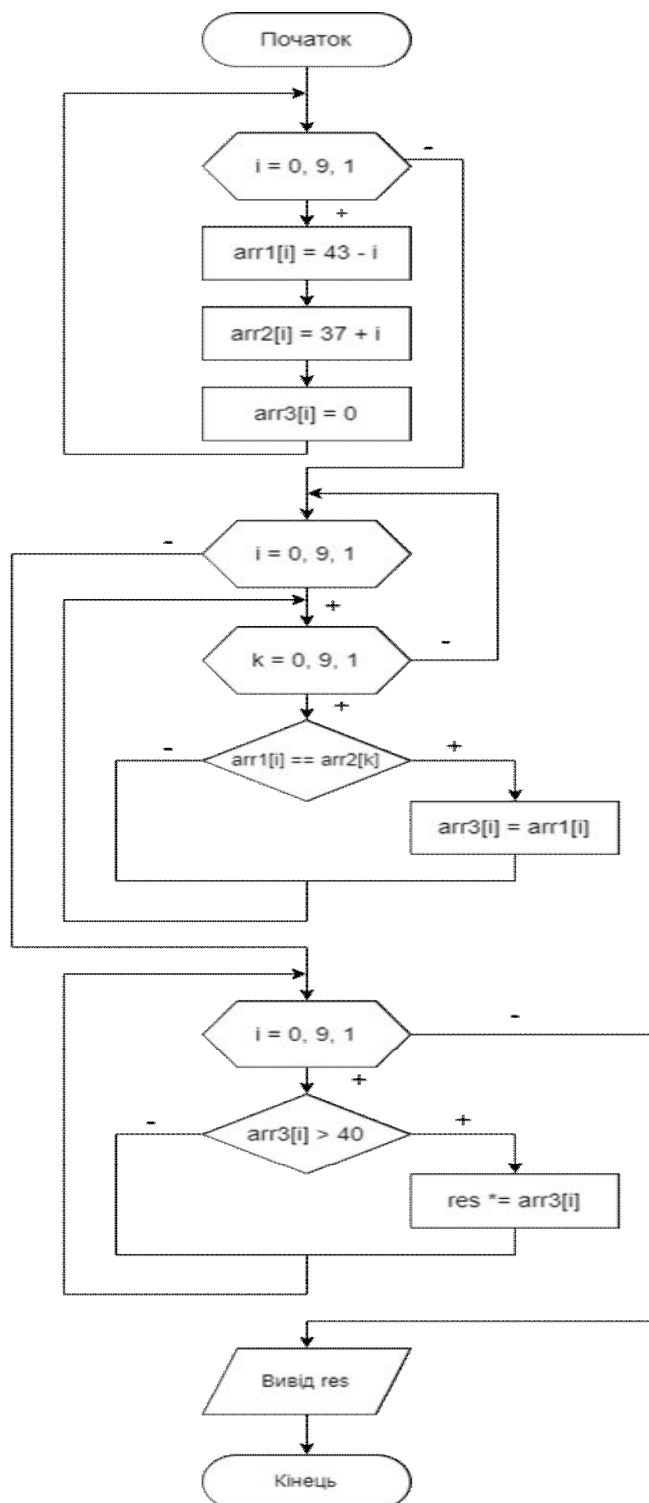 Початок
i = 0, 9, 1
-
+
arr1[i] = 43 - i
arr2[i] = 37 + i
arr3[i] = 0
-
i = 0, 9, 1
+
k = 0, 9, 1
-
+
-
arr1[i] == arr2[k]
+
arr3[i] = arr1[i]
i = 0, 9, 1
-
+
-
arr3[i] > 40
+
res *= arr3[i]
Вивід res
Кінець